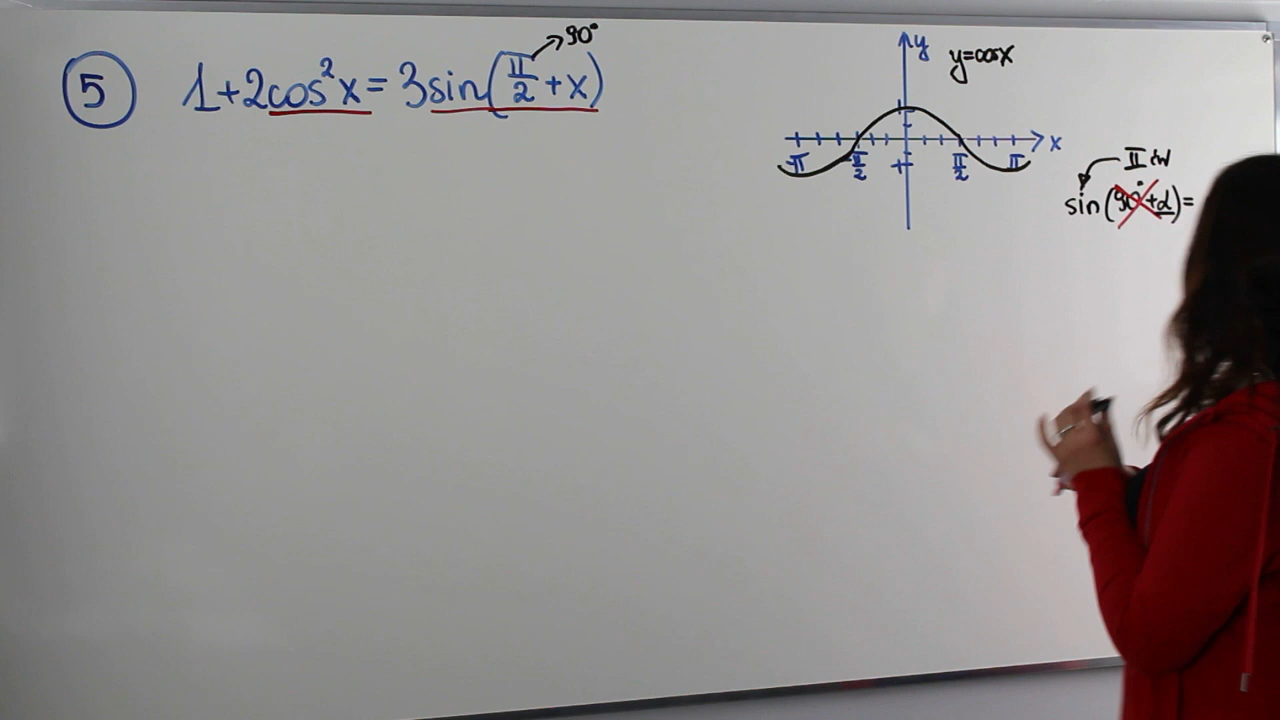 5 1+2cos²x=3sin(π/2+x) → 90°
y y=cosx
x
-π -π/2 π/2 π
II ćw
sin(90°+α)=